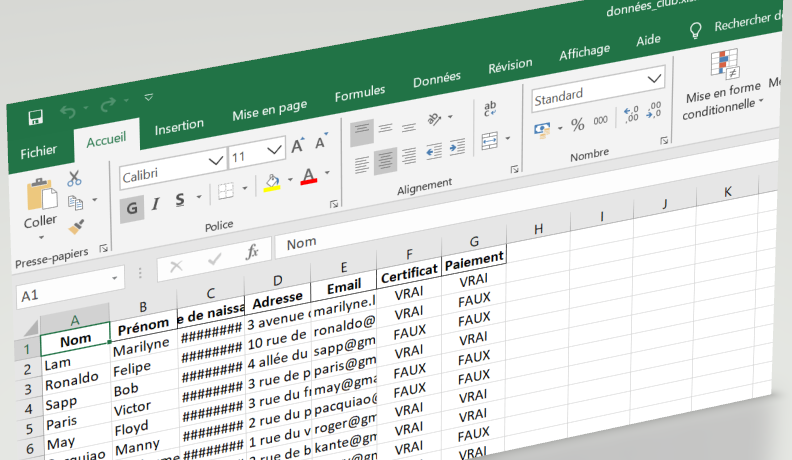 données_club.xls
Fichier Accueil Insertion Mise en page Formules Données Révision Affichage Aide Rechercher
Coller
Presse-papiers
Calibri 11
G I S
Police
ab
Alignement
Standard
% 000
Nombre
Mise en forme
conditionnelle
A1 fx Nom
A B C D E F G H I J K
1 Nom Prénom e de naissa Adresse Email Certificat Paiement
2 Lam Marilyne ######## 3 avenue marilyne.l VRAI VRAI
3 Ronaldo Felipe ######## 10 rue de ronaldo@ VRAI FAUX
4 Sapp Bob ######## 4 allée du sapp@gm FAUX FAUX
5 Paris Victor ######## 3 rue de p paris@gm VRAI VRAI
6 May Floyd ######## 3 rue du f may@gma FAUX FAUX
Manny ######## 2 rue du p pacquiao@ VRAI FAUX
######## 1 rue du v roger@gm VRAI VRAI
rue de b kante@gm VRAI FAUX
VRAI